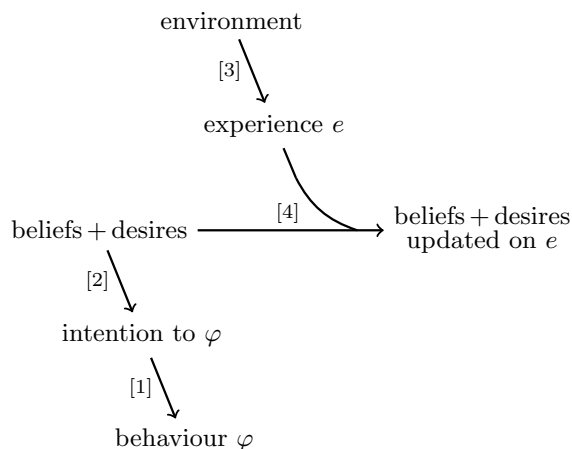 environment
[3]
experience e
[4]
beliefs + desires
beliefs + desires
updated on e
[2]
intention to φ
[1]
behaviour φ